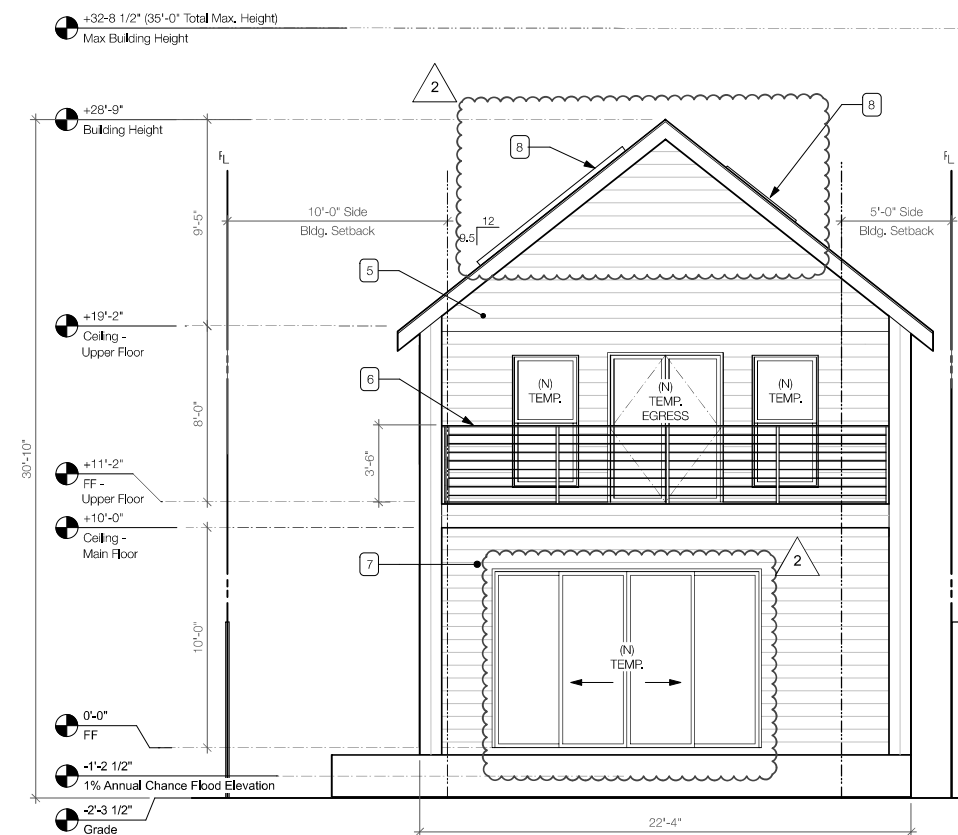 +32-8 1/2" (35'-0" Total Max. Height)
Max Building Height
2
+28'-9"
Building Height
8
8
PL
PL
10'-0" Side
Bldg. Setback
5'-0" Side
Bldg. Setback
12
9.5
9'-5"
5
+19'-2"
Ceiling -
Upper Floor
6
(N)
TEMP.
(N)
TEMP.
EGRESS
(N)
TEMP.
8'-0"
3'-6"
30'-10"
+11'-2"
FF -
Upper Floor
+10'-0"
Ceiling -
Main Floor
7
2
10'-0"
(N)
TEMP.
0'-0"
FF
-1'-2 1/2"
1% Annual Chance Flood Elevation
-2'-3 1/2"
Grade
22'-4"